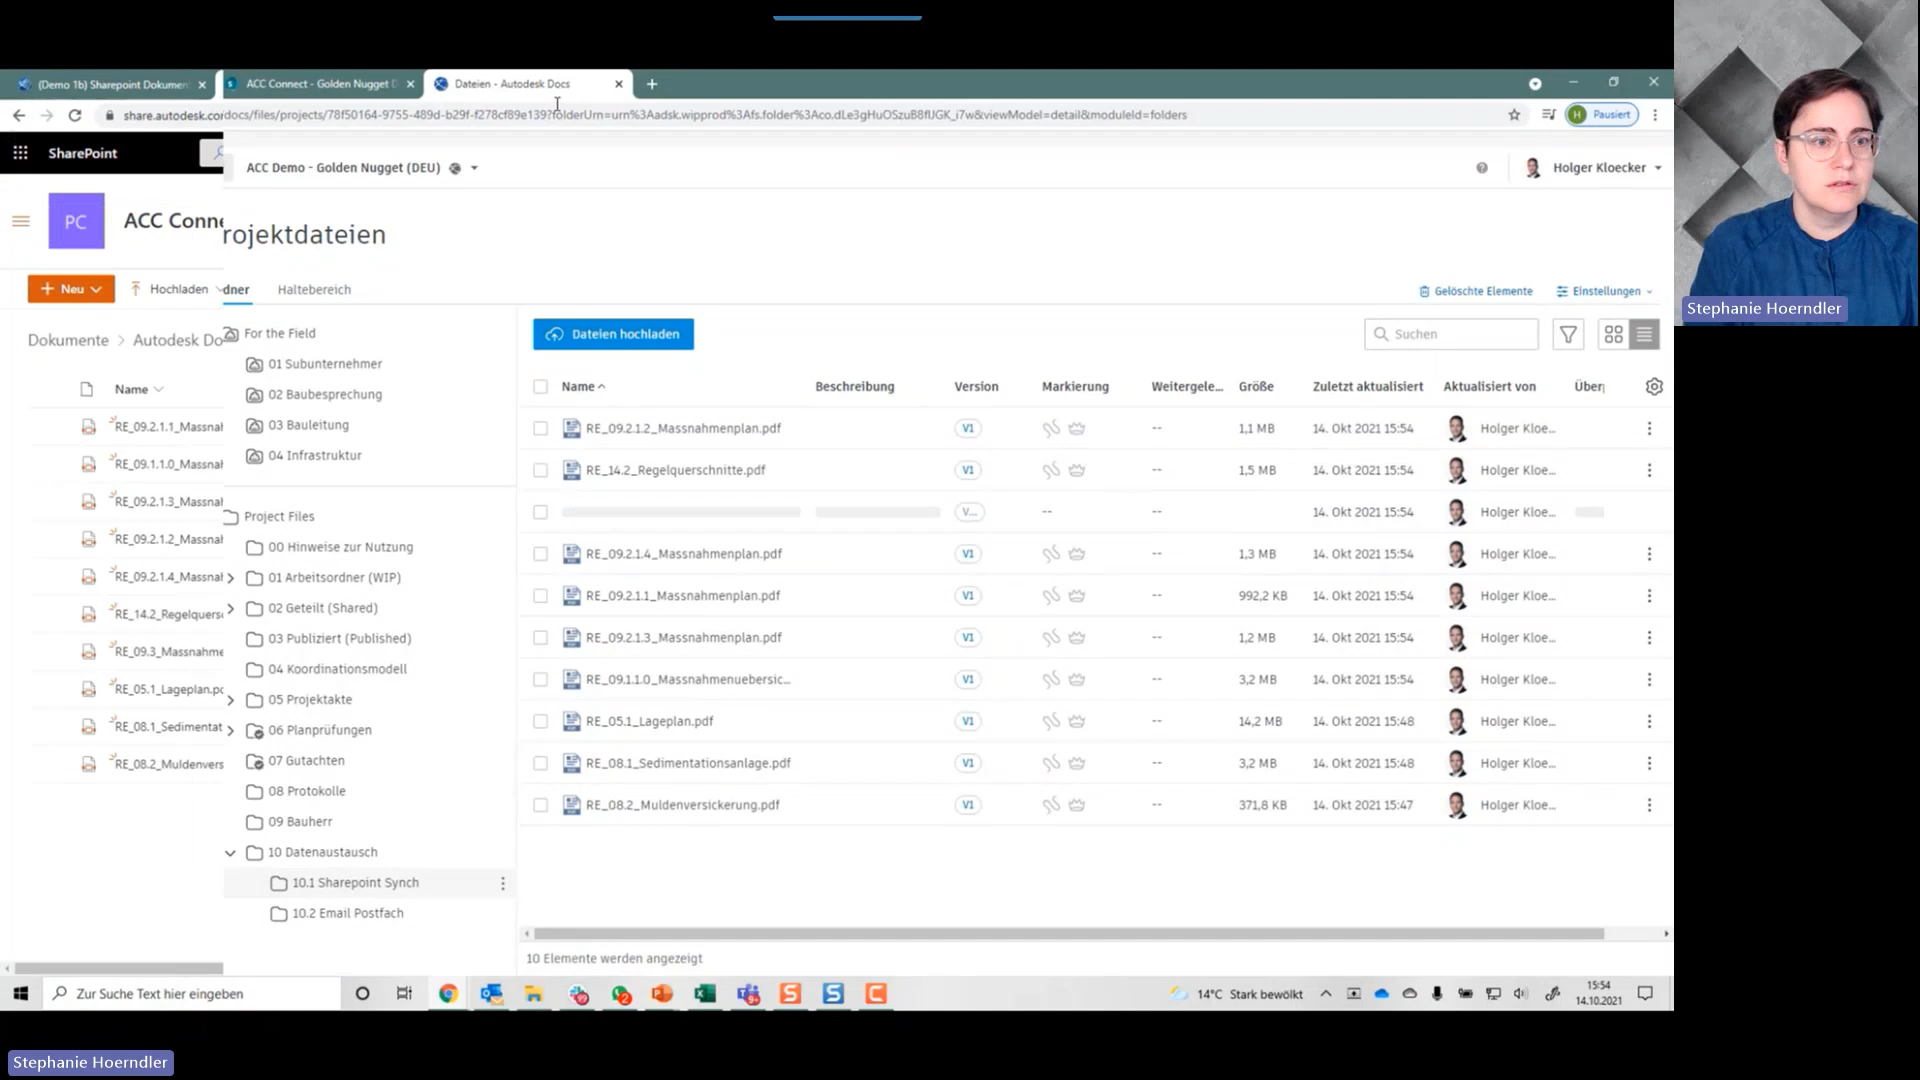 (Demo 1b) Sharepoint Dokumen
ACC Connect - Golden Nugget D
Dateien - Autodesk Docs
share.autodesk.cor
docs/files/projects/78f50164-9755-489d-b29f-f278cf89e139?folderUrn=urn%3Aadsk.wipprod%3Afs.folder%3Aco.dLe3gHuOSzuB8fUGK_i7w&viewModel=detail&moduleId=folders
H Pausiert
SharePoint
ACC Demo - Golden Nugget (DEU)
Holger Kloecker
PC
ACC Conne
rojektdateien
Neu
Hochladen
dner
Haltebereich
Gelöschte Elemente
Einstellungen
Dokumente > Autodesk Do
Name
RE_09.2.1.1_Massnah
RE_09.1.1.0_Massnah
RE_09.2.1.3_Massnah
RE_09.2.1.2_Massnah
RE_09.2.1.4_Massnah
RE_14.2_Regelquers
RE_09.3_Massnahme
RE_05.1_Lageplan.pd
RE_08.1_Sedimentat
RE_08.2_Muldenvers
For the Field
01 Subunternehmer
02 Baubesprechung
03 Bauleitung
04 Infrastruktur
Project Files
00 Hinweise zur Nutzung
01 Arbeitsordner (WIP)
02 Geteilt (Shared)
03 Publiziert (Published)
04 Koordinationsmodell
05 Projektakte
06 Planprüfungen
07 Gutachten
08 Protokolle
09 Bauherr
10 Datenaustausch
10.1 Sharepoint Synch
10.2 Email Postfach
Dateien hochladen
Suchen
Name Beschreibung Version Markierung Weitergele... Größe Zuletzt aktualisiert Aktualisiert von Über
RE_09.2.1.2_Massnahmenplan.pdf V1 -- 1,1 MB 14. Okt 2021 15:54 Holger Kloe...
RE_14.2_Regelquerschnitte.pdf V1 -- 1,5 MB 14. Okt 2021 15:54 Holger Kloe...
V... -- -- 14. Okt 2021 15:54 Holger Kloe...
RE_09.2.1.4_Massnahmenplan.pdf V1 -- 1,3 MB 14. Okt 2021 15:54 Holger Kloe...
RE_09.2.1.1_Massnahmenplan.pdf V1 -- 992,2 KB 14. Okt 2021 15:54 Holger Kloe...
RE_09.2.1.3_Massnahmenplan.pdf V1 -- 1,2 MB 14. Okt 2021 15:54 Holger Kloe...
RE_09.1.1.0_Massnahmenuebersic... V1 -- 3,2 MB 14. Okt 2021 15:54 Holger Kloe...
RE_05.1_Lageplan.pdf V1 -- 14,2 MB 14. Okt 2021 15:48 Holger Kloe...
RE_08.1_Sedimentationsanlage.pdf V1 -- 3,2 MB 14. Okt 2021 15:48 Holger Kloe...
RE_08.2_Muldenversickerung.pdf V1 -- 371,8 KB 14. Okt 2021 15:47 Holger Kloe...
10 Elemente werden angezeigt
Zur Suche Text hier eingeben
14°C Stark bewölkt
15:54
14.10.2021
Stephanie Hoerndler
Stephanie Hoerndler